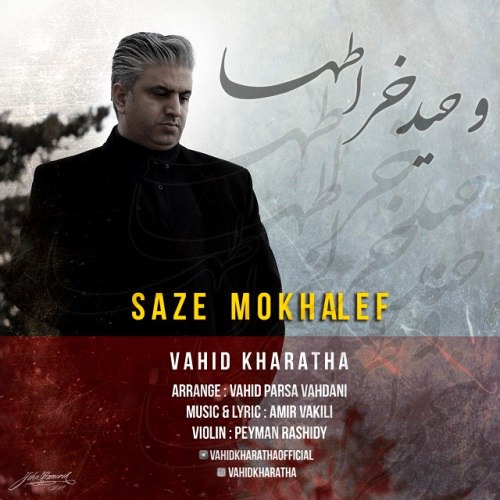 وحید خراطها
SAZE MOKHALEF
VAHID KHARATHA
ARRANGE : VAHID PARSA VAHDANI
MUSIC & LYRIC : AMIR VAKILI
VIOLIN : PEYMAN RASHIDY
VAHIDKHARATHAOFFICIAL
VAHIDKHARATHA